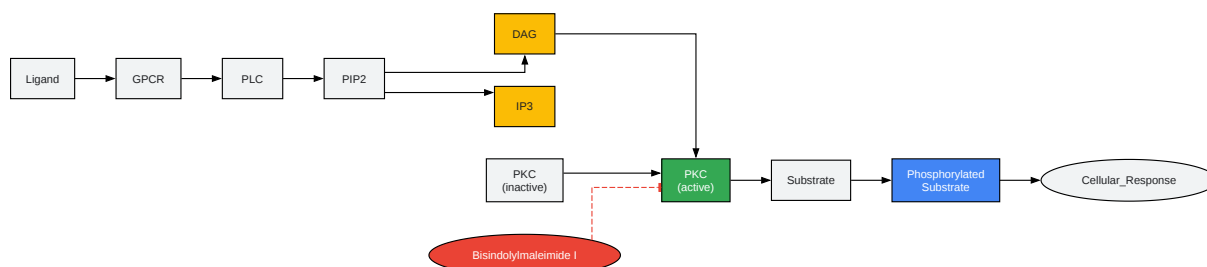 DAG
Ligand
GPCR
PLC
PIP2
IP3
PKC
(inactive)
PKC
(active)
Substrate
Phosphorylated
Substrate
Cellular_Response
Bisindolylmaleimide I